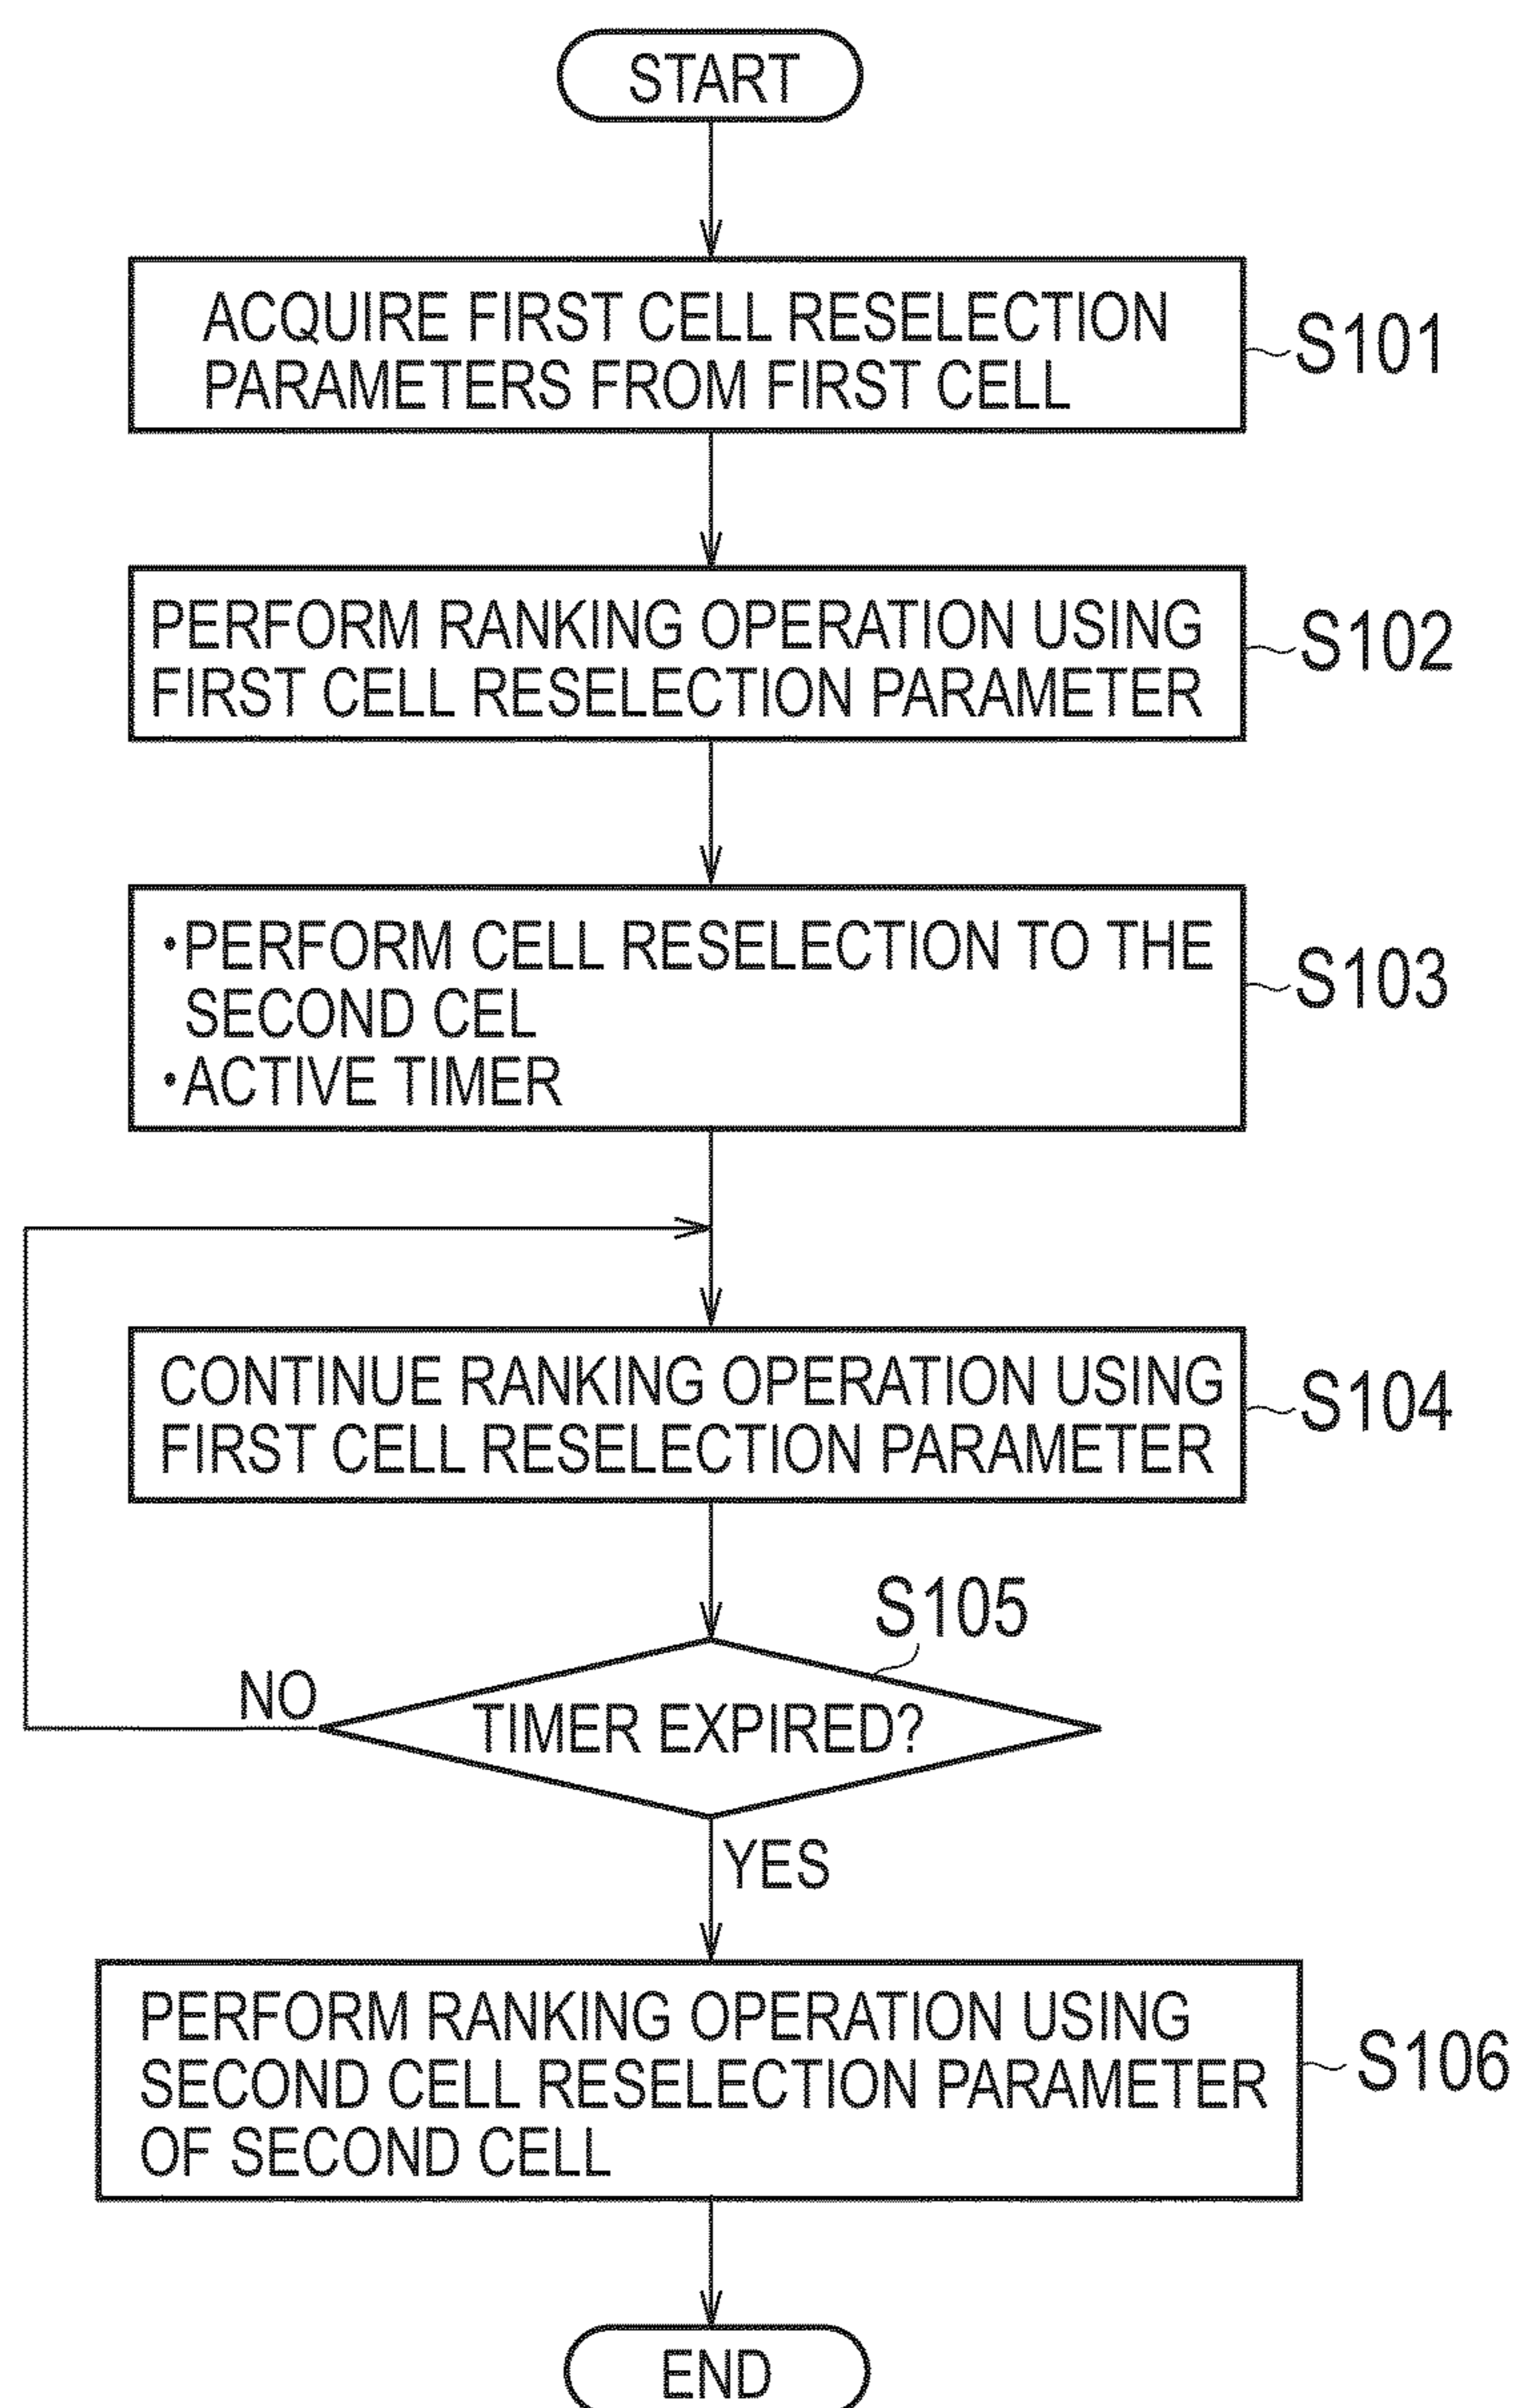 START
ACQUIRE FIRST CELL RESELECTION
PARAMETERS FROM FIRST CELL
S101
PERFORM RANKING OPERATION USING
FIRST CELL RESELECTION PARAMETER
S102
•PERFORM CELL RESELECTION TO THE
SECOND CEL
•ACTIVE TIMER
S103
CONTINUE RANKING OPERATION USING
FIRST CELL RESELECTION PARAMETER
S104
S105
NO
TIMER EXPIRED?
YES
PERFORM RANKING OPERATION USING
SECOND CELL RESELECTION PARAMETER
OF SECOND CELL
S106
END